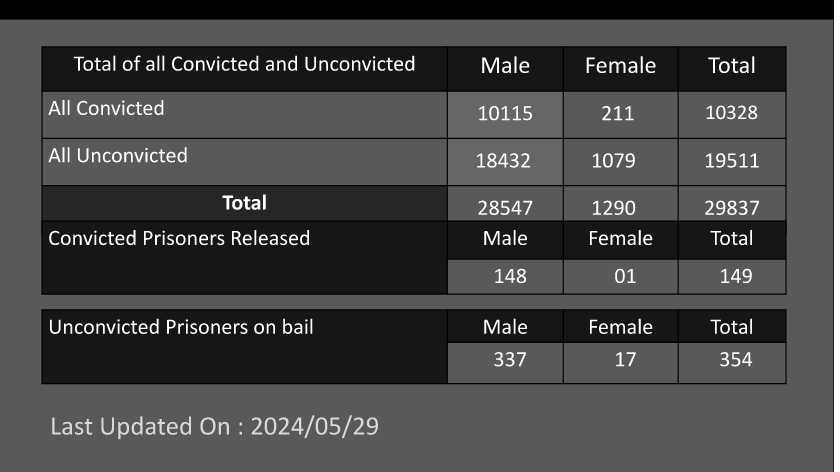 Total of all Convicted and Unconvicted Male Female Total
All Convicted 10115 211 10328
All Unconvicted 18432 1079 19511
Total 28547 1290 29837
Convicted Prisoners Released Male Female Total
148 01 149
Unconvicted Prisoners on bail Male Female Total
337 17 354
Last Updated On : 2024/05/29